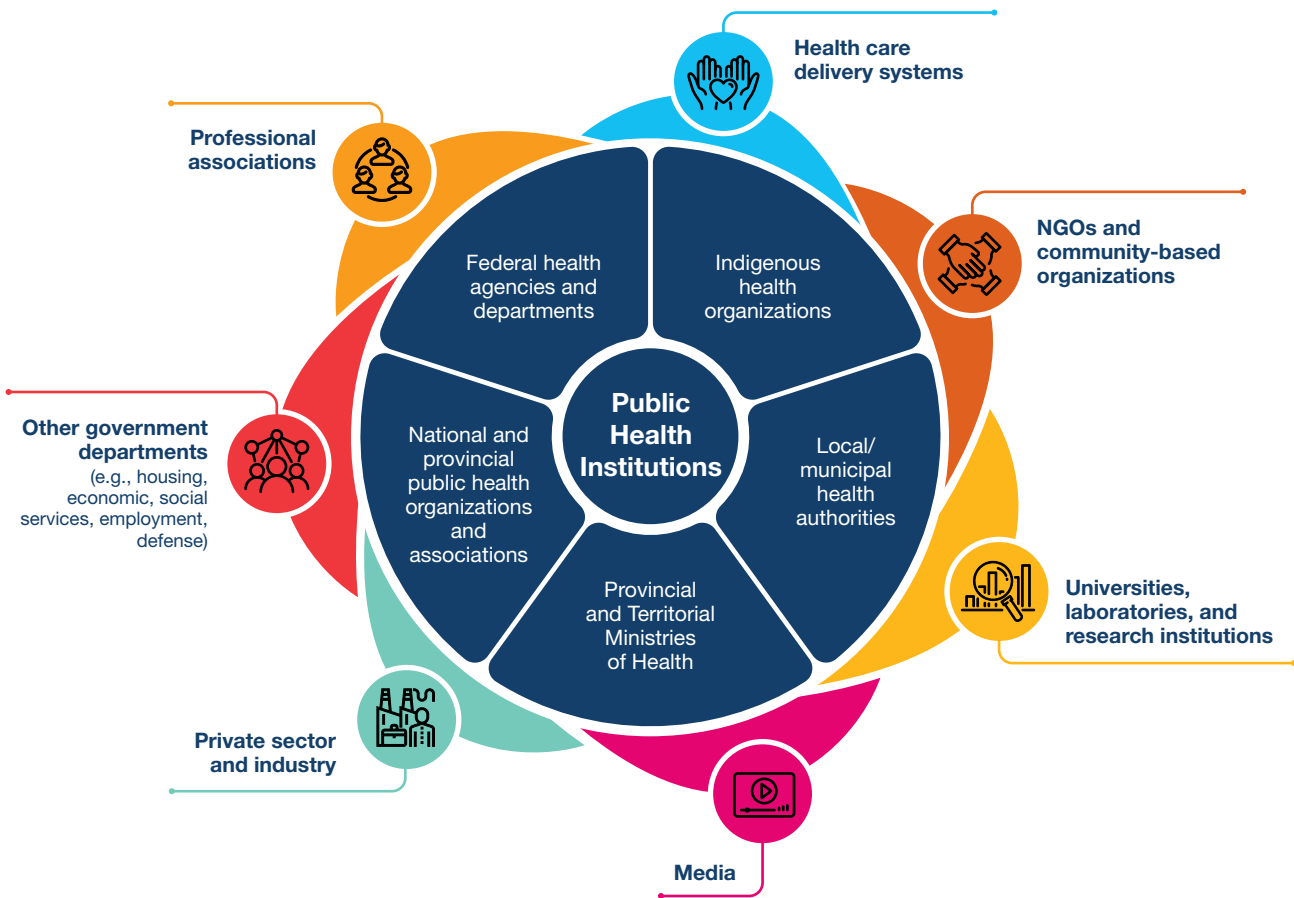 Health care
delivery systems
Professional
associations
NGOs and
community-based
organizations
Federal health
agencies and
departments
Indigenous
health
organizations
Public
Health
Institutions
Other government
departments
(e.g., housing,
economic, social
services, employment,
defense)
National and
provincial
public health
organizations
and
associations
Local/
municipal
health
authorities
Provincial
and Territorial
Ministries
of Health
Universities,
laboratories, and
research institutions
Private sector
and industry
Media